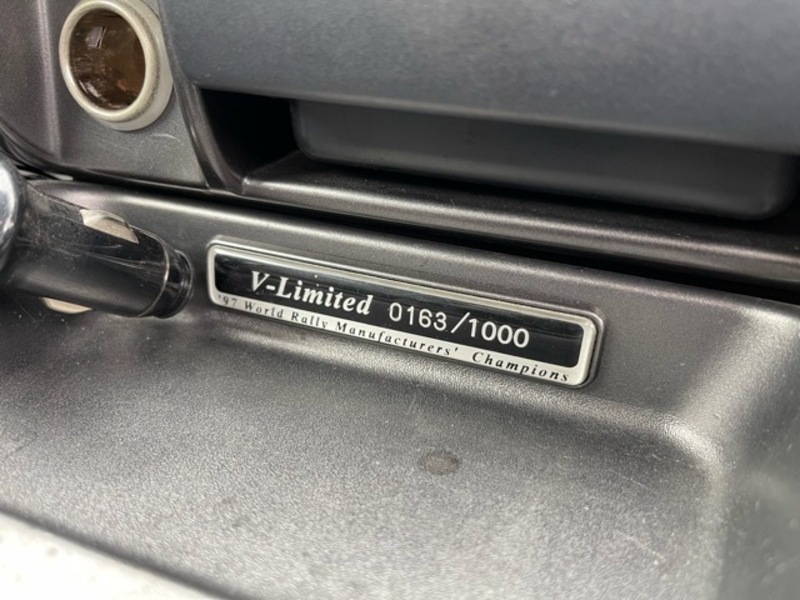 V-Limited 0163/1000
'97 World Rally Manufacturers' Champions